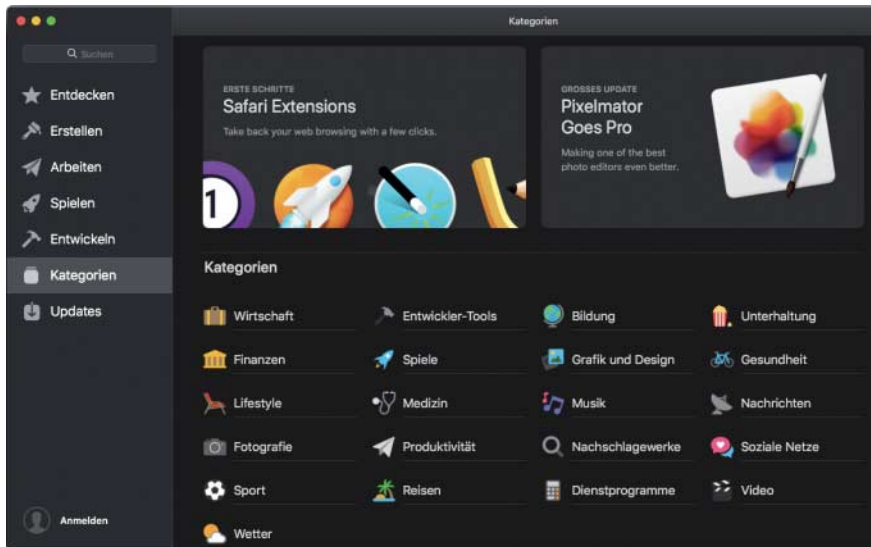 Kategorien
Suchen
Entdecken
Erstellen
Arbeiten
Spielen
Entwickeln
Kategorien
Updates
Anmelden
ERSTE SCHRITTE
Safari Extensions
Take back your web browsing with a few clicks.
1
GROSSES UPDATE
Pixelmator
Goes Pro
Making one of the best
photo editors even better.
Kategorien
Wirtschaft
Entwickler-Tools
Bildung
Unterhaltung
Finanzen
Spiele
Grafik und Design
Gesundheit
Lifestyle
Medizin
Musik
Nachrichten
Fotografie
Produktivität
Nachschlagewerke
Soziale Netze
Sport
Reisen
Dienstprogramme
Video
Wetter